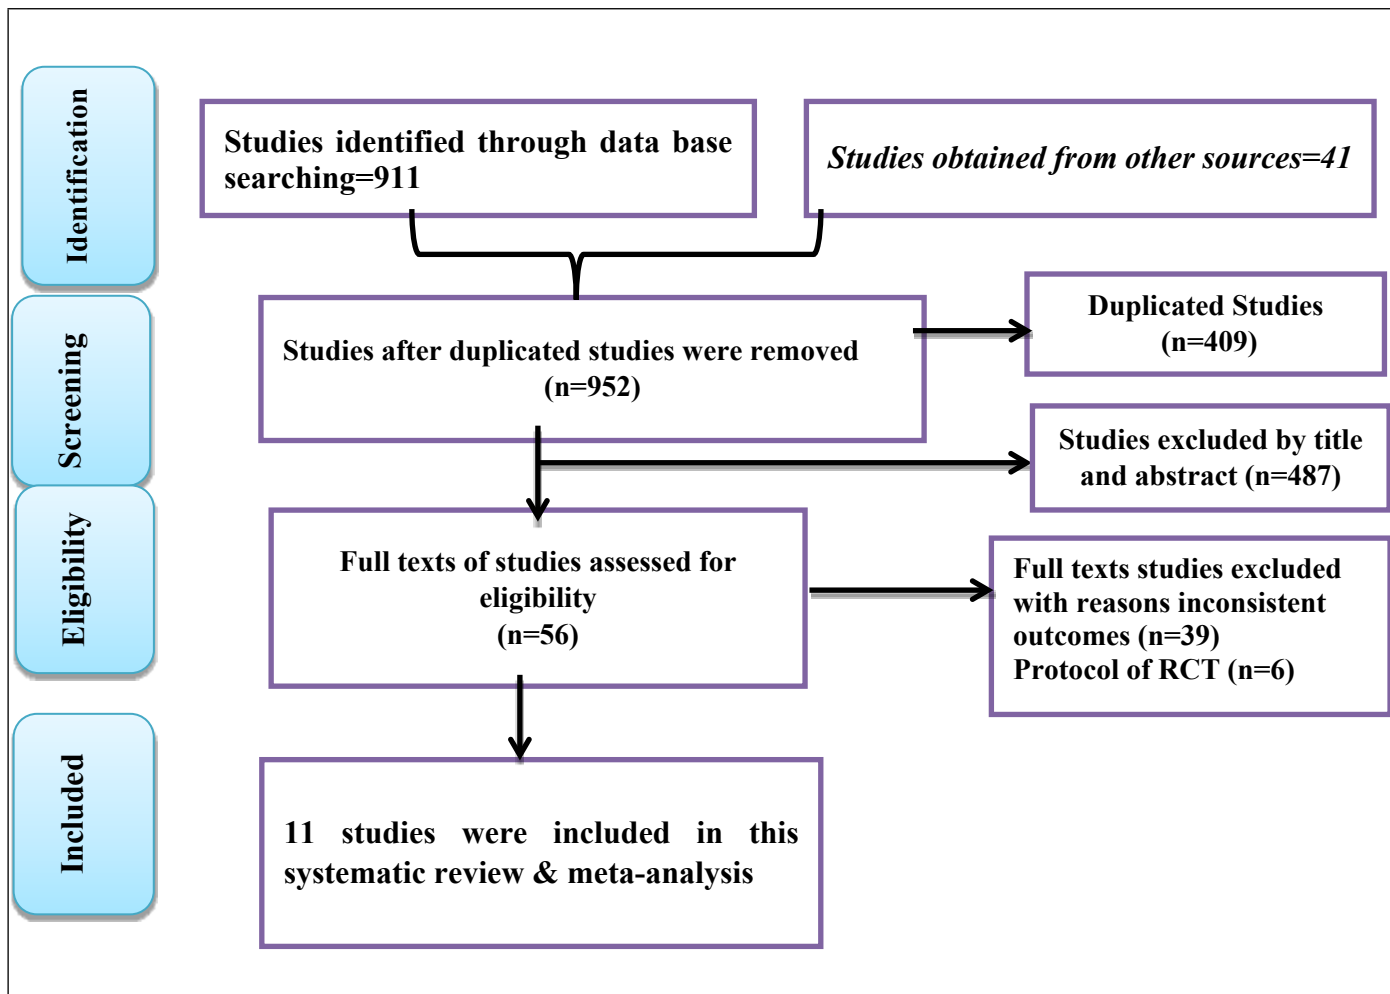 Identification
Studies identified through data base
searching=911
Studies obtained from other sources=41
Screening
Studies after duplicated studies were removed
(n=952)
Duplicated Studies
(n=409)
Studies excluded by title
and abstract (n=487)
Eligibility
Full texts of studies assessed for
eligibility
(n=56)
Full texts studies excluded
with reasons inconsistent
outcomes (n=39)
Protocol of RCT (n=6)
Included
11 studies were included in this
systematic review & meta-analysis